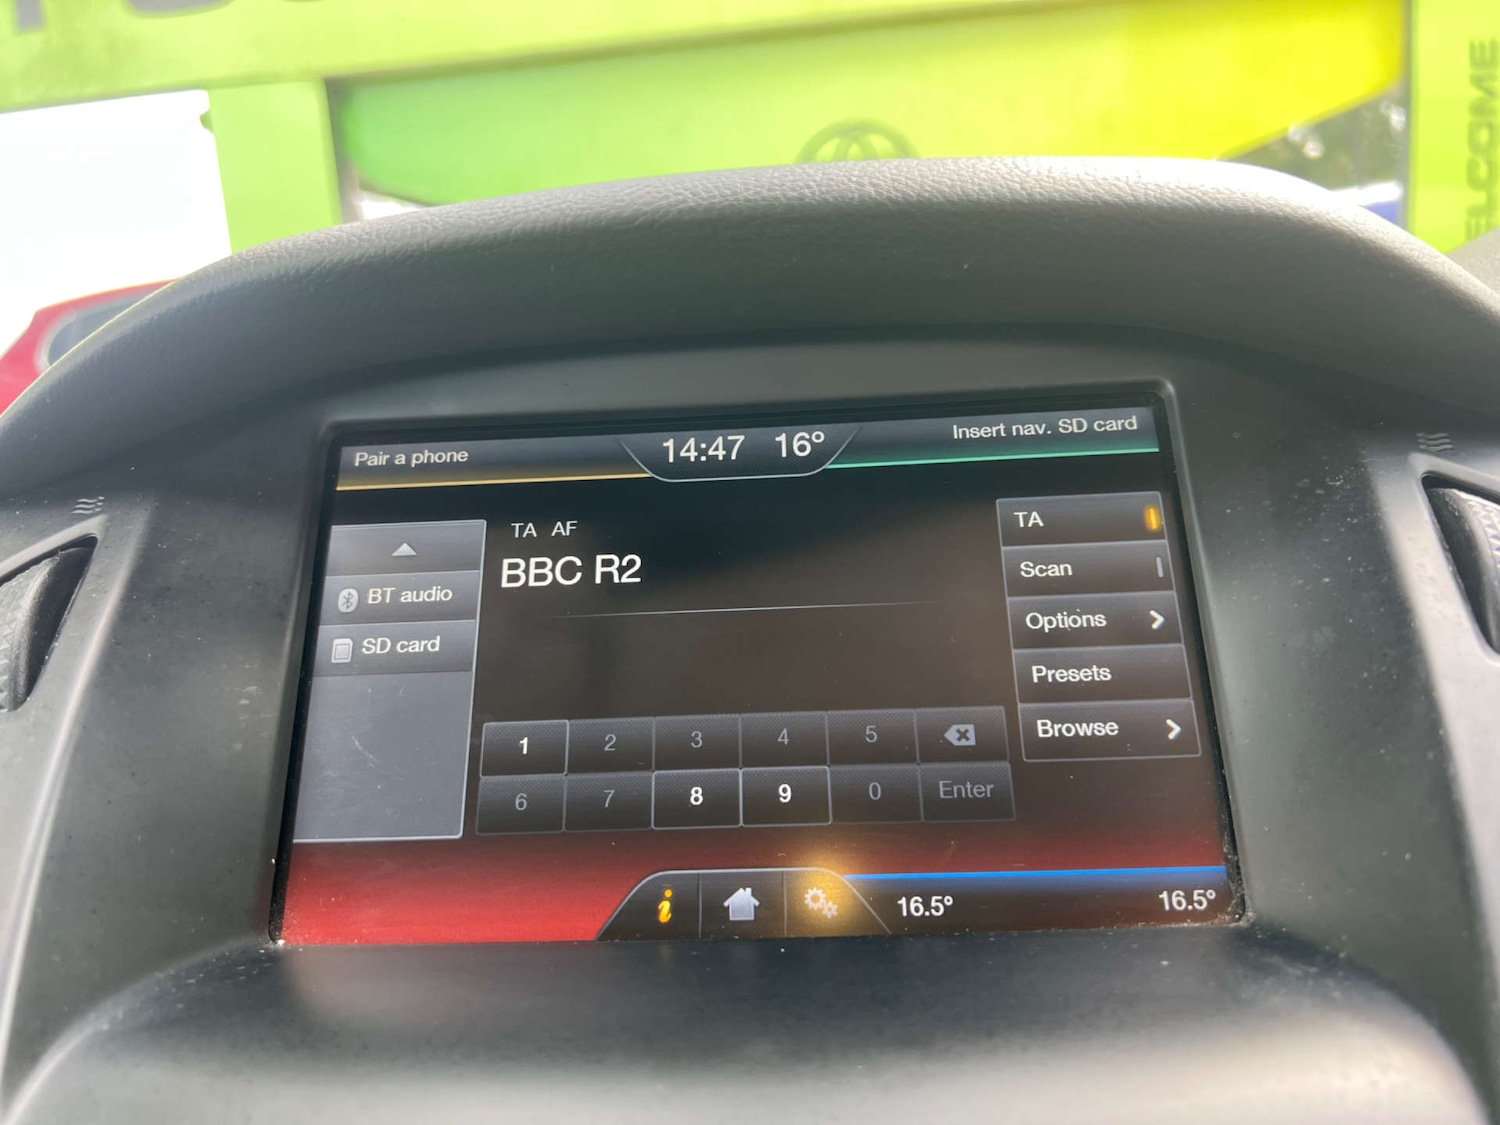 ELCOME
Pair a phone
14:47 16°
Insert nav. SD card
TA AF
BBC R2
BT audio
SD card
TA
Scan
Options
Presets
Browse
1 2 3 4 5
6 7 8 9 0 Enter
i
16.5° 16.5°